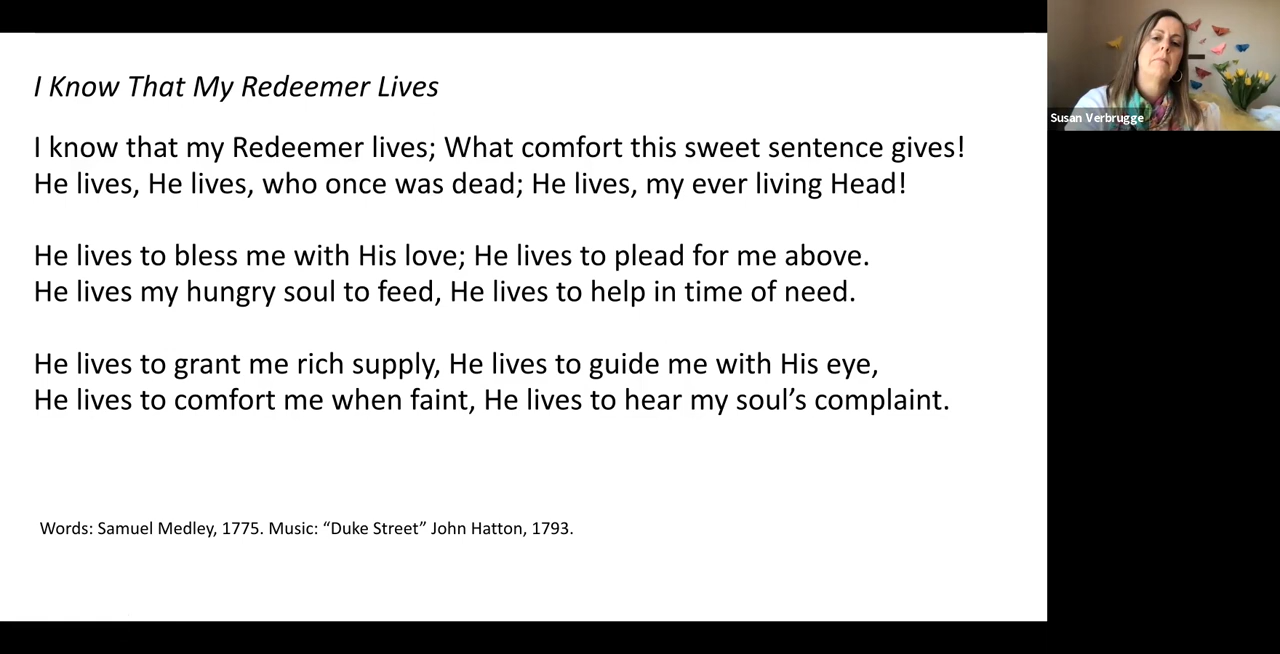 I Know That My Redeemer Lives
I know that my Redeemer lives; What comfort this sweet sentence gives!
He lives, He lives, who once was dead; He lives, my ever living Head!
He lives to bless me with His love; He lives to plead for me above.
He lives my hungry soul to feed, He lives to help in time of need.
He lives to grant me rich supply, He lives to guide me with His eye,
He lives to comfort me when faint, He lives to hear my soul’s complaint.
Words: Samuel Medley, 1775. Music: “Duke Street” John Hatton, 1793.
Susan Verbrugge